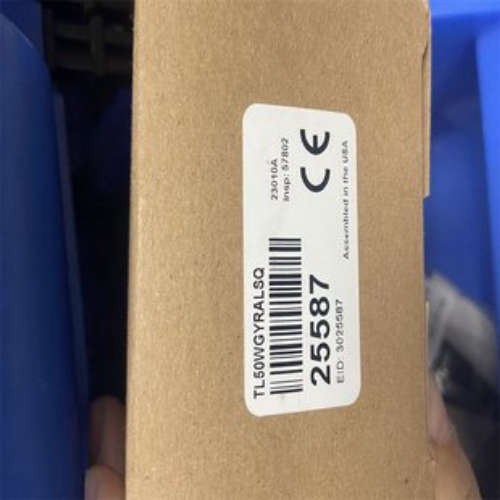 TL50WGYRALSQ
23010A
Insp: 57802
25587
EID: 3025587
CE
Assembled in the USA